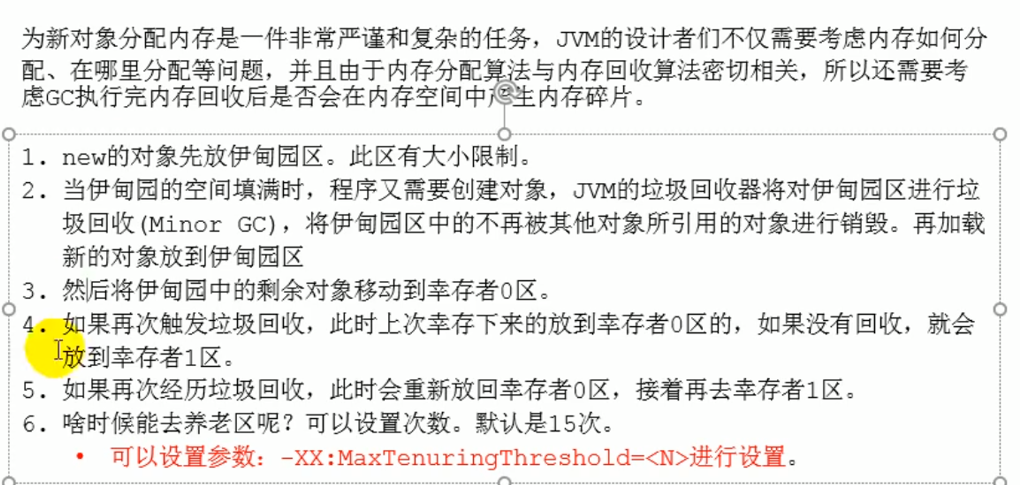 为新对象分配内存是一件非常严谨和复杂的任务，JVM的设计者们不仅需要考虑内存如何分
配、在哪里分配等问题，并且由于内存分配算法与内存回收算法密切相关，所以还需要考
虑GC执行完内存回收后是否会在内存空间中产生内存碎片。
1. new的对象先放伊甸园区。此区有大小限制。
2. 当伊甸园的空间填满时，程序又需要创建对象，JVM的垃圾回收器将对伊甸园区进行垃
圾回收(Minor GC)，将伊甸园区中的不再被其他对象所引用的对象进行销毁。再加载
新的对象放到伊甸园区
3. 然后将伊甸园中的剩余对象移动到幸存者0区。
4. 如果再次触发垃圾回收，此时上次幸存下来的放到幸存者0区的，如果没有回收，就会
放到幸存者1区。
5. 如果再次经历垃圾回收，此时会重新放回幸存者0区，接着再去幸存者1区。
6. 啥时候能去养老区呢？可以设置次数。默认是15次。
• 可以设置参数：-XX:MaxTenuringThreshold=<N>进行设置。